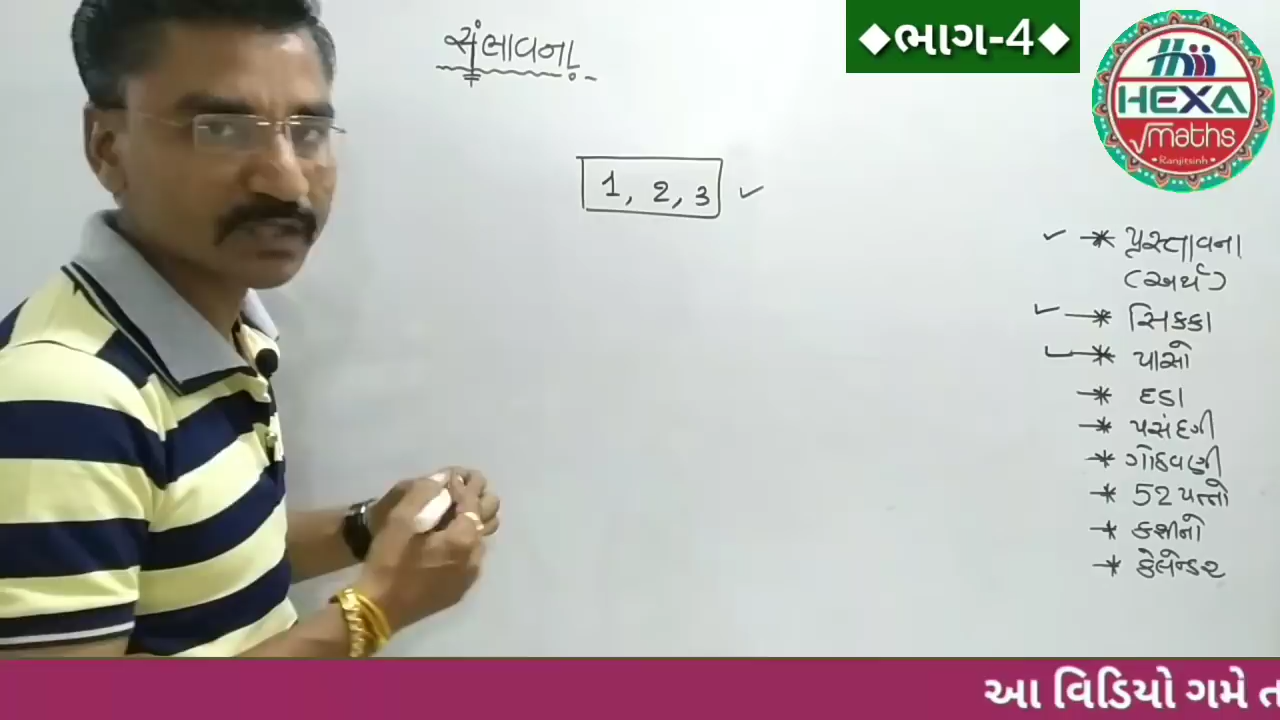 સંભાવના
◆ભાગ-4◆
HEXA
maths
Ranjitsinh
1, 2, 3 ✓
✓ * પ્રસ્તાવના
(અર્થ)
✓ * સિક્કા
✓ * પાસો
* દડા
* પસંદગી
* ગોઠવણી
* 52 પત્તો
* કશીનો
* કેલેન્ડર
આ વિડિયો ગમે ત